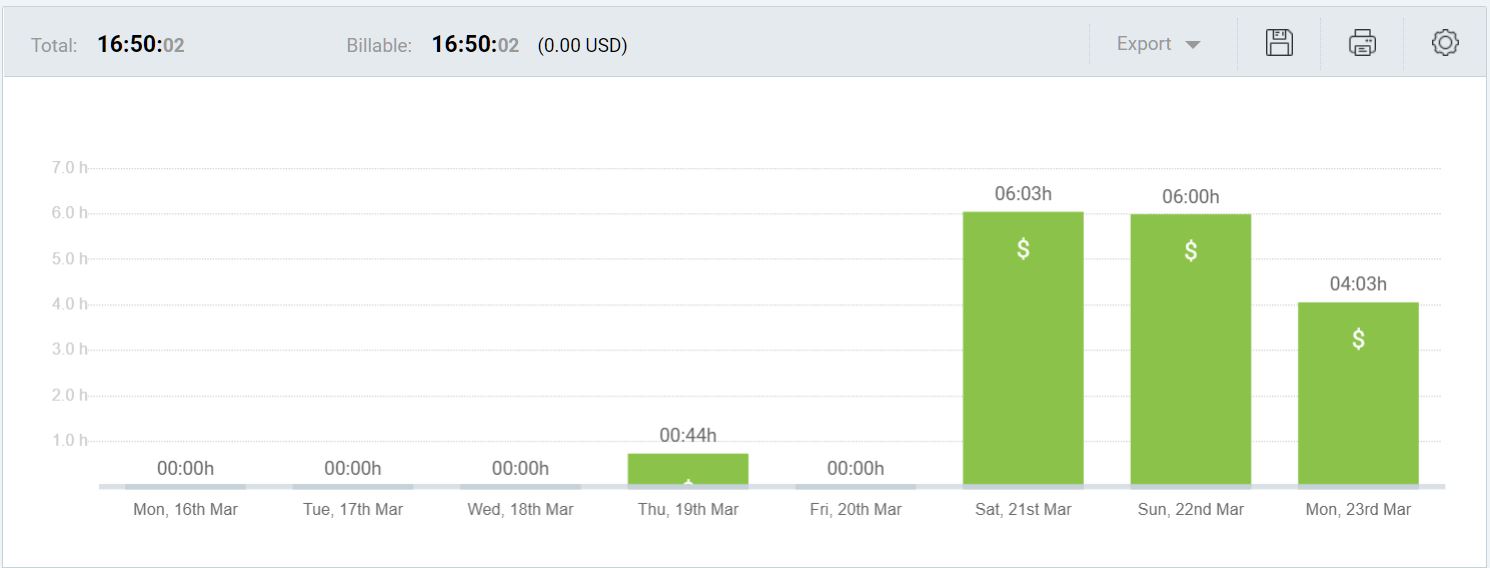 Total: 16:50:02 Billable: 16:50:02 (0.00 USD) Export
7.0 h
06:03h 06:00h
6.0 h
$ $
5.0 h
04:03h
4.0 h
$
3.0 h
2.0 h
00:44h
1.0 h
00:00h 00:00h 00:00h 00:00h
$
Mon, 16th Mar Tue, 17th Mar Wed, 18th Mar Thu, 19th Mar Fri, 20th Mar Sat, 21st Mar Sun, 22nd Mar Mon, 23rd Mar